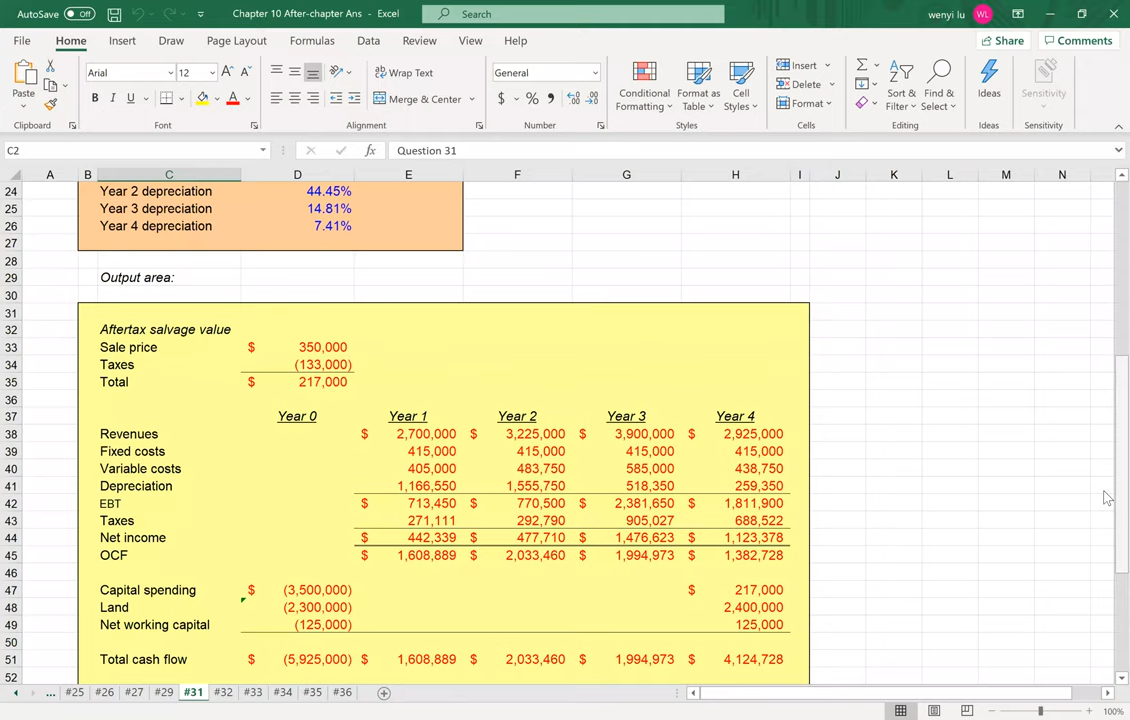 AutoSave Off Chapter 10 After-chapter Ans - Excel Search wenyi lu WL
File Home Insert Draw Page Layout Formulas Data Review View Help Share Comments
Paste Arial 12 A A Wrap Text General Conditional Formatting Format as Table Cell Styles Insert Sort & Filter Find & Select Ideas Sensitivity
B I U A Merge & Center $ % , Delete
Format
Clipboard Font Alignment Number Styles Cells Editing Ideas Sensitivity
C2 fx Question 31
A B C D E F G H I J K L M N
24 Year 2 depreciation 44.45%
25 Year 3 depreciation 14.81%
26 Year 4 depreciation 7.41%
27
28
29 Output area:
30
31
32 Aftertax salvage value
33 Sale price $ 350,000
34 Taxes (133,000)
35 Total $ 217,000
36
37 Year 0 Year 1 Year 2 Year 3 Year 4
38 Revenues $ 2,700,000 $ 3,225,000 $ 3,900,000 $ 2,925,000
39 Fixed costs 415,000 415,000 415,000 415,000
40 Variable costs 405,000 483,750 585,000 438,750
41 Depreciation 1,166,550 1,555,750 518,350 259,350
42 EBT $ 713,450 $ 770,500 $ 2,381,650 $ 1,811,900
43 Taxes 271,111 292,790 905,027 688,522
44 Net income $ 442,339 $ 477,710 $ 1,476,623 $ 1,123,378
45 OCF $ 1,608,889 $ 2,033,460 $ 1,994,973 $ 1,382,728
46
47 Capital spending $ (3,500,000) $ 217,000
48 Land (2,300,000) 2,400,000
49 Net working capital (125,000) 125,000
50
51 Total cash flow $ (5,925,000) $ 1,608,889 $ 2,033,460 $ 1,994,973 $ 4,124,728
52
... #25 #26 #27 #29 #31 #32 #33 #34 #35 #36
100%